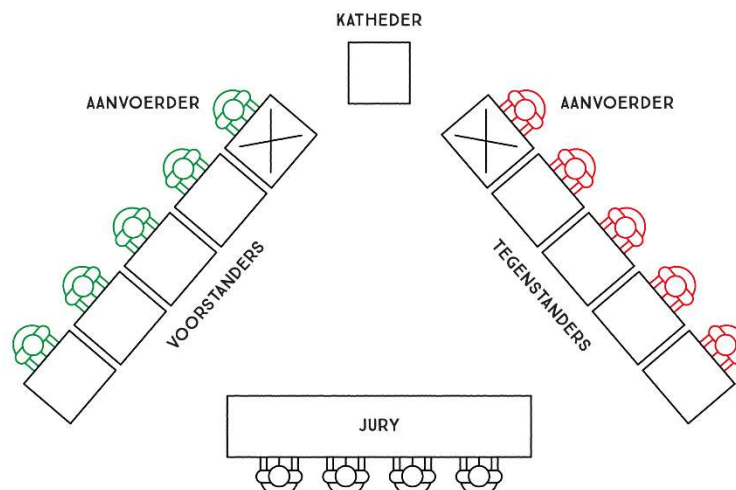 KATHEDER
AANVOERDER
AANVOERDER
VOORSTANDERS
TEGENSTANDERS
JURY